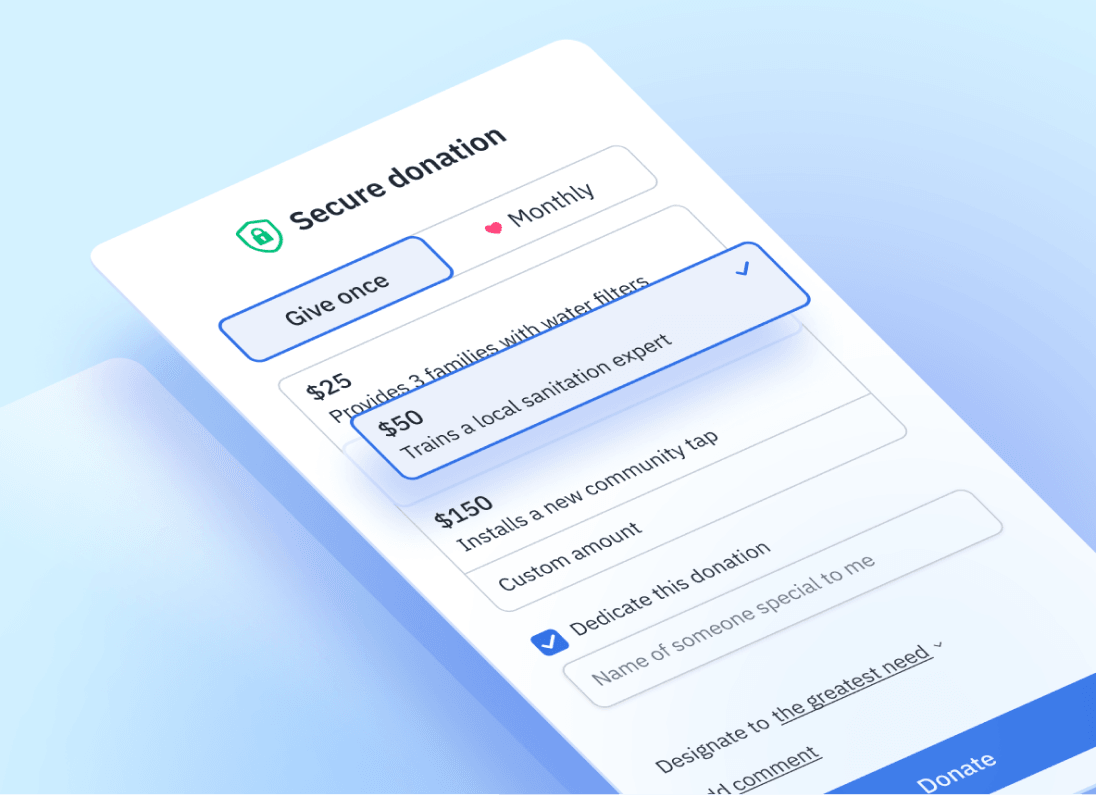 Secure donation
Give once
Monthly
$25
Provides 3 families with water filters
$50
Trains a local sanitation expert
$150
Installs a new community tap
Custom amount
Dedicate this donation
Name of someone special to me
Designate to the greatest need
comment
Donate